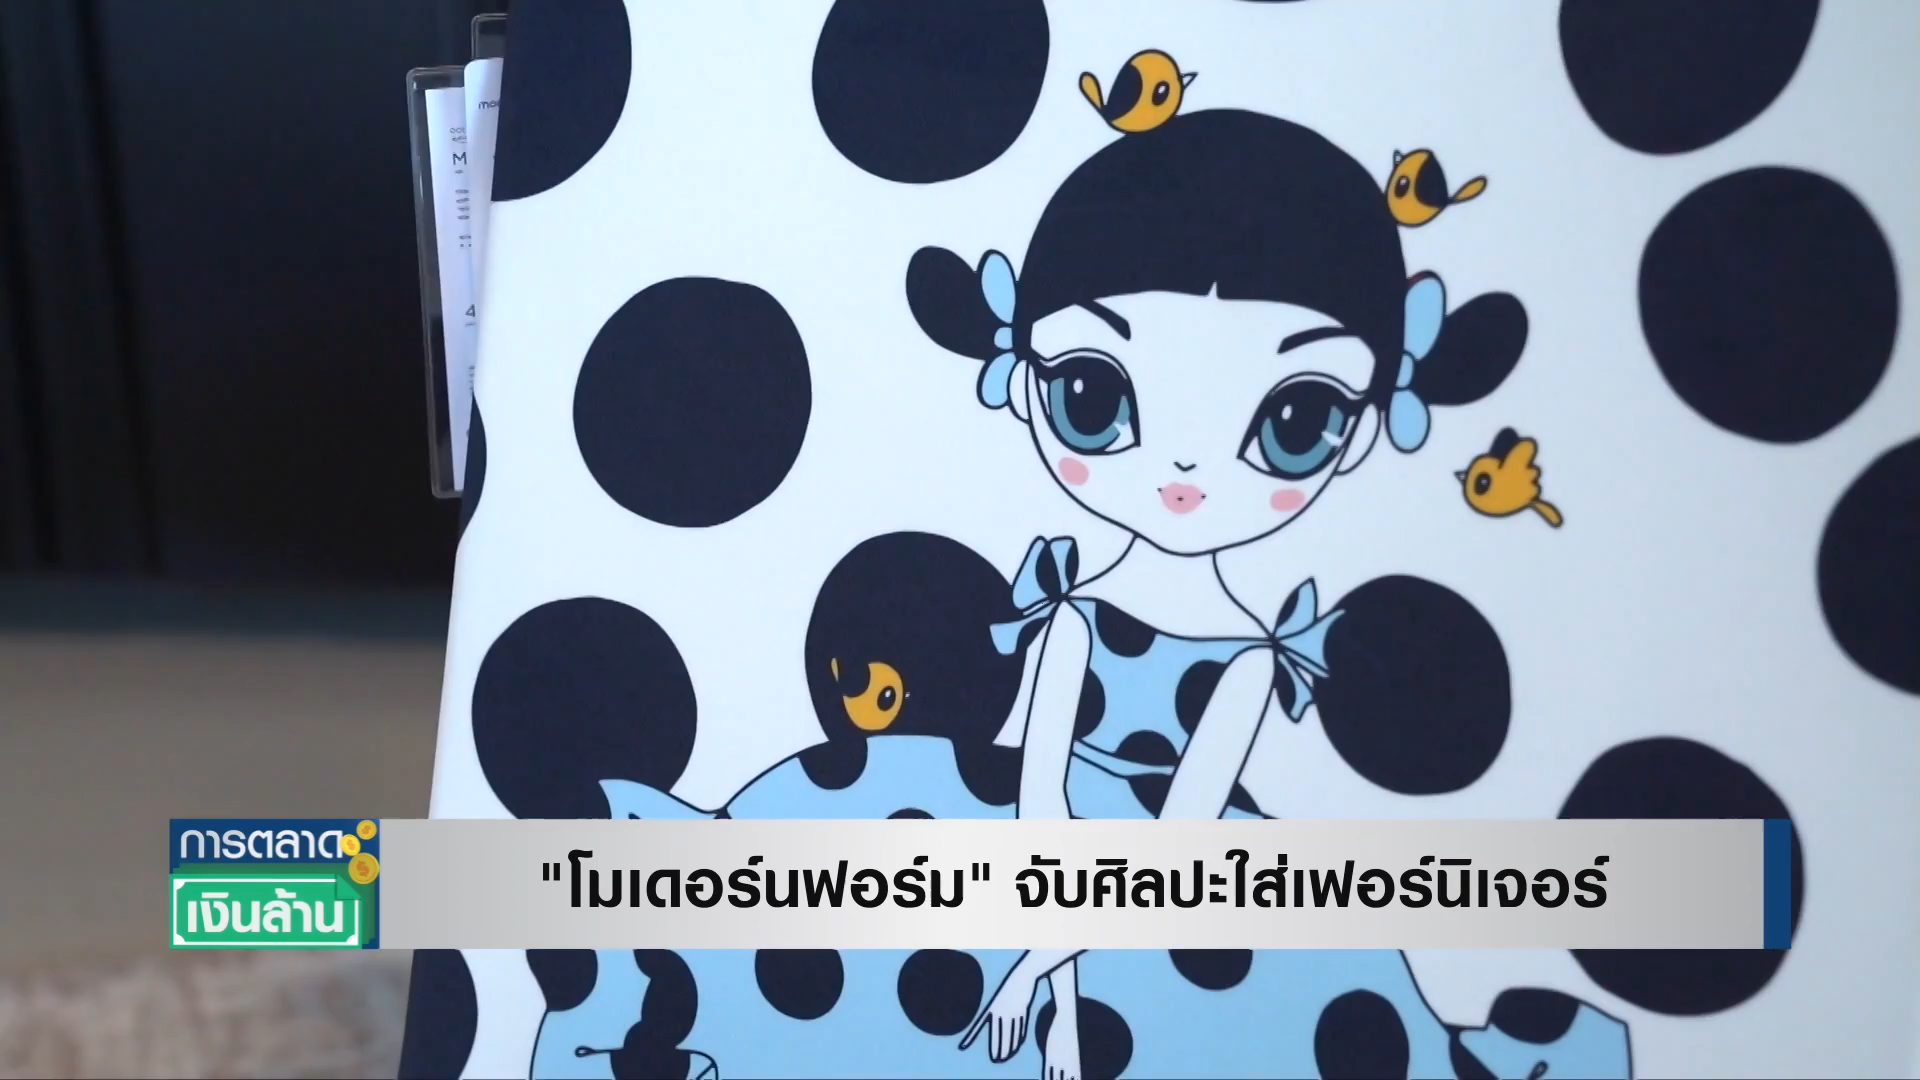 การตลาด
เงินล้าน
"โมเดอร์นฟอร์ม" จับศิลปะใส่เฟอร์นิเจอร์